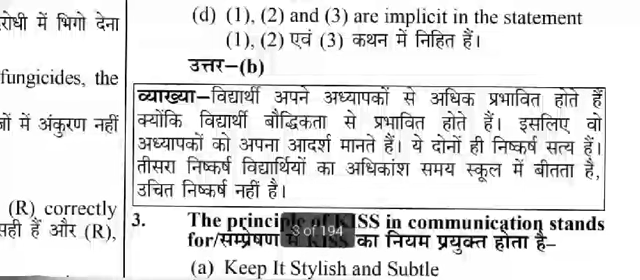 रोधी में भिगो देना
fungicides, the
जों में अंकुरण नहीं
(R) correctly
सही हैं और (R),
(d) (1), (2) and (3) are implicit in the statement
(1), (2) एवं (3) कथन में निहित हैं।
उत्तर–(b)
व्याख्या–विद्यार्थी अपने अध्यापकों से अधिक प्रभावित होते हैं
क्योंकि विद्यार्थी बौद्धिकता से प्रभावित होते हैं। इसलिए वो
अध्यापकों को अपना आदर्श मानते हैं। ये दोनों ही निष्कर्ष सत्य हैं।
तीसरा निष्कर्ष विद्यार्थियों का अधिकांश समय स्कूल में बीतता है,
उचित निष्कर्ष नहीं है।
3. The principle of KISS in communication stands
for/सम्प्रेषण में KISS का नियम प्रयुक्त होता है–
3 of 194
(a) Keep It Stylish and Subtle